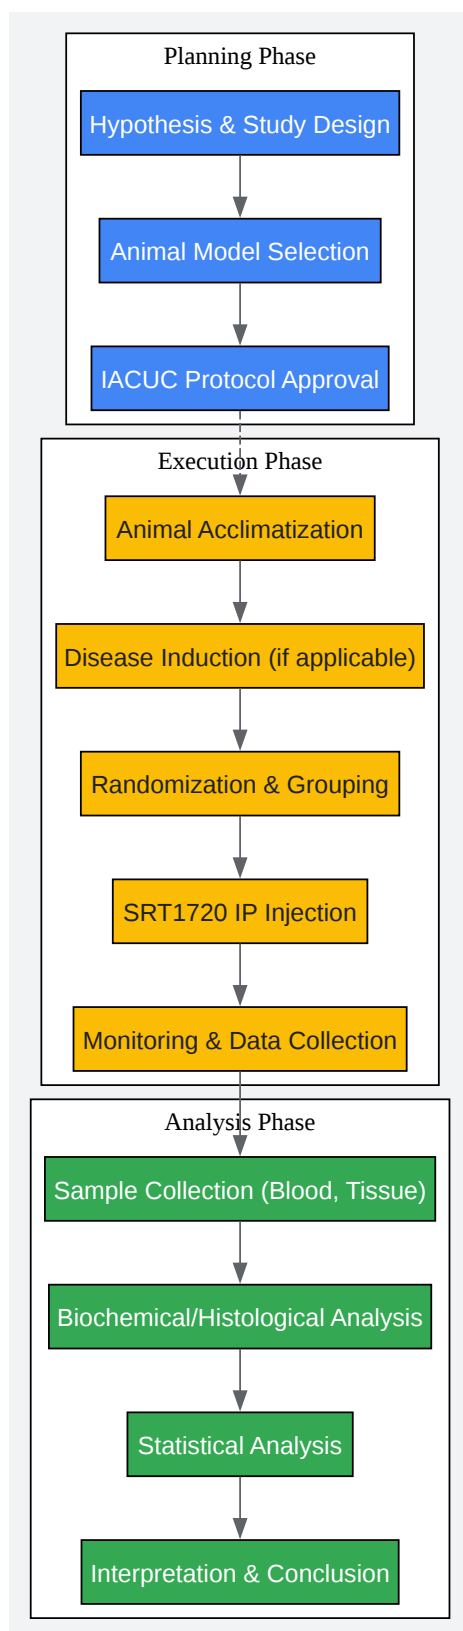 Planning Phase
Hypothesis & Study Design
Animal Model Selection
IACUC Protocol Approval
Execution Phase
Animal Acclimatization
Disease Induction (if applicable)
Randomization & Grouping
SRT1720 IP Injection
Monitoring & Data Collection
Analysis Phase
Sample Collection (Blood, Tissue)
Biochemical/Histological Analysis
Statistical Analysis
Interpretation & Conclusion